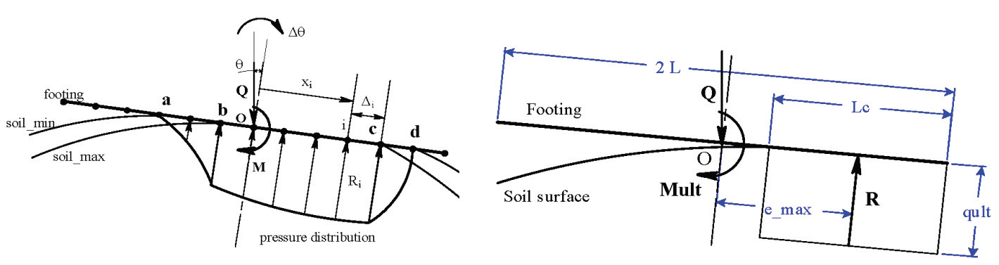 Δθ
θ
Q
xᵢ
Δᵢ
footing
a
b
O
i
c
d
soil_min
soil_max
M
Rᵢ
pressure distribution
2 L
Q
Lc
Footing
O
Soil surface
Mult
e_max
R
qult